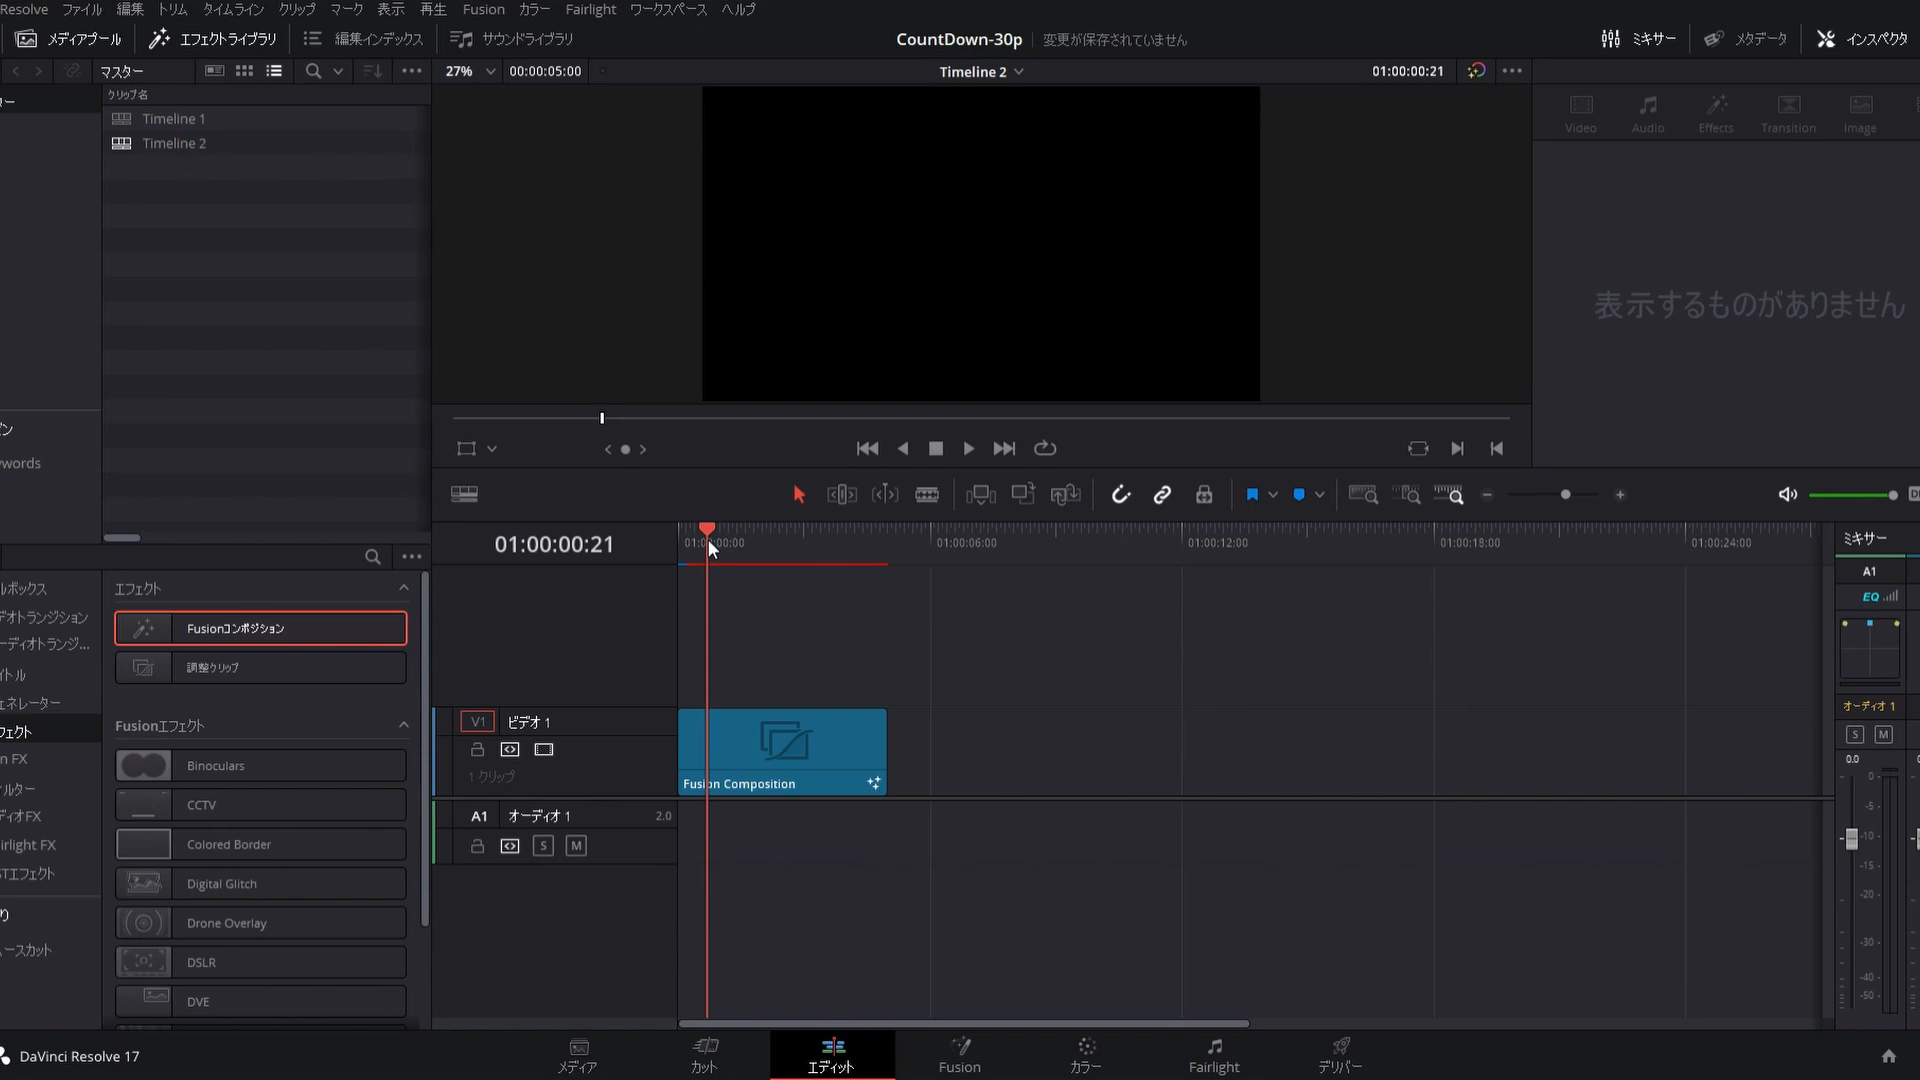 Resolve ファイル 編集 トリム タイムライン クリップ マーク 表示 再生 Fusion カラー Fairlight ワークスペース ヘルプ
メディアプール エフェクトライブラリ 編集インデックス サウンドライブラリ CountDown-30p 変更が保存されていません ミキサー メタデータ インスペクタ
マスター 27% 00:00:05:00 Timeline 2 01:00:00:21
クリップ名
Timeline 1
Timeline 2
Video Audio Effects Transition Image
表示するものがありません
ywords
01:00:00:21
01:00:06:00 01:00:12:00 01:00:18:00 01:00:24:00
ミキサー
A1
EQ
オーディオ 1
S M
0.0
0
-5
-10
-15
-20
-30
-40
-50
エフェクト
Fusionコンポジション
調整クリップ
Fusionエフェクト
Binoculars
CCTV
Colored Border
Digital Glitch
Drone Overlay
DSLR
DVE
ルボックス
デオトランジション
ーディオトランジ...
イトル
ェネレーター
フェクト
n FX
ィルター
ディオFX
irlight FX
STエフェクト
り
ュースカット
V1 ビデオ 1
1 クリップ
Fusion Composition
A1 オーディオ 1 2.0
S M
DaVinci Resolve 17
メディア カット エディット Fusion カラー Fairlight デリバー